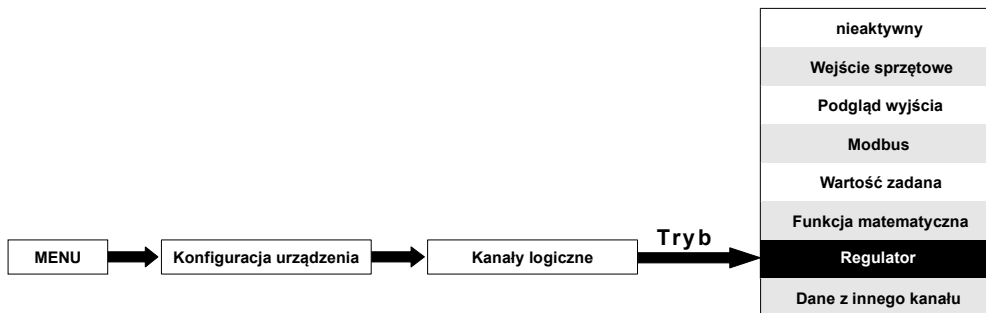 nieaktywny
Wejście sprzętowe
Podgląd wyjścia
Modbus
Wartość zadana
Funkcja matematyczna
MENU
Konfiguracja urządzenia
Kanały logiczne
Tryb
Regulator
Dane z innego kanału